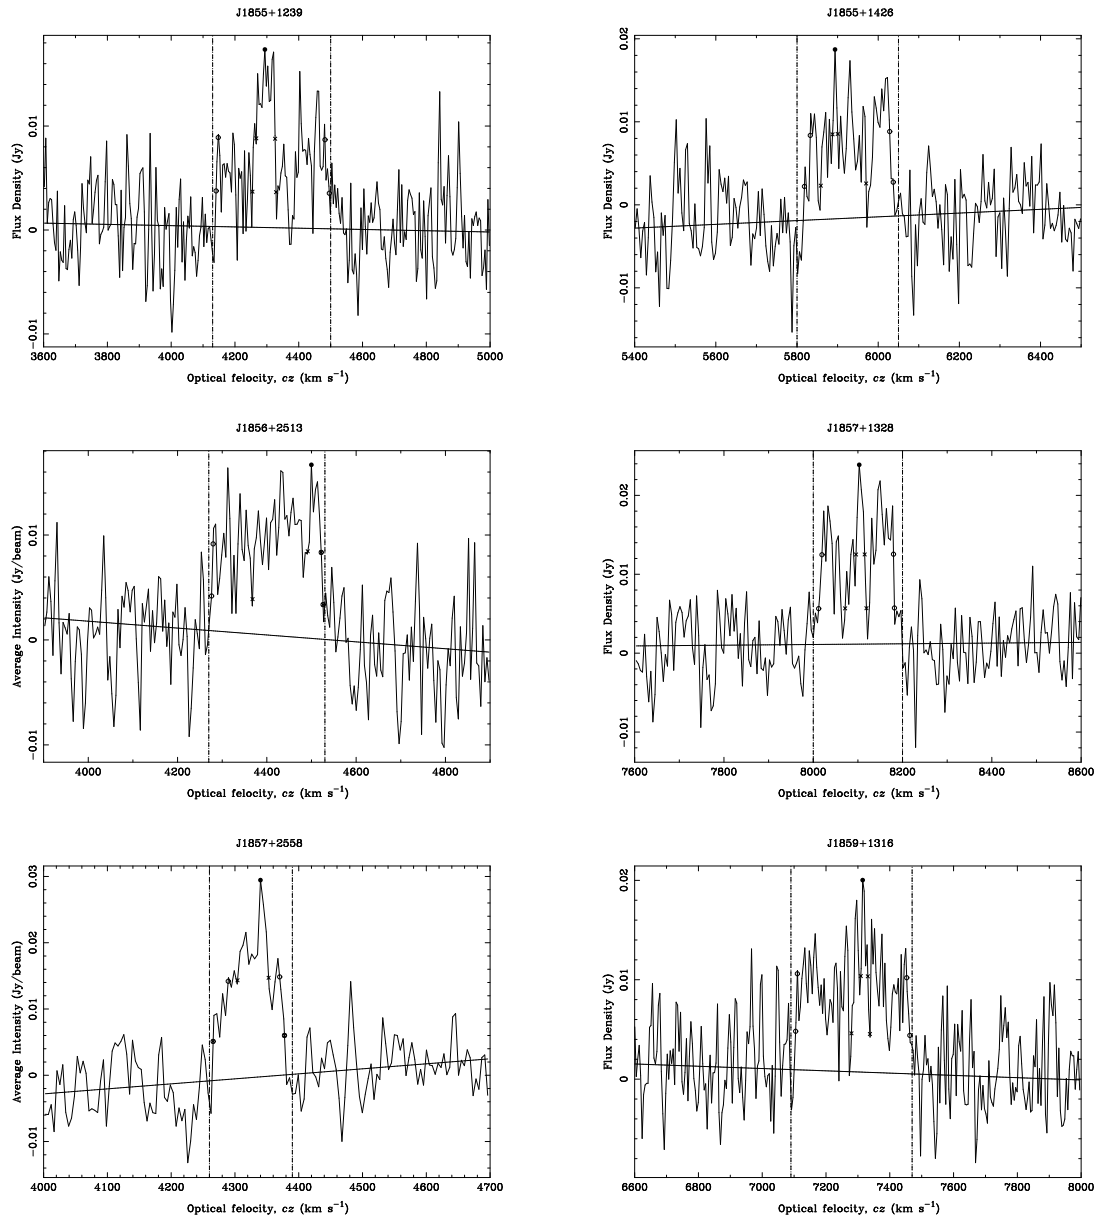 J1855+1239
J1855+1426
Flux Density (Jy)
0.01
0
−0.01
3600 3800 4000 4200 4400 4600 4800 5000
Optical felocity, cz (km s⁻¹)
Flux Density (Jy)
0.02
0.01
0
−0.01
5400 5600 5800 6000 6200 6400
Optical felocity, cz (km s⁻¹)
J1856+2513
J1857+1328
Average Intensity (Jy/beam)
0.01
0
−0.01
4000 4200 4400 4600 4800
Optical felocity, cz (km s⁻¹)
Flux Density (Jy)
0.02
0.01
0
−0.01
7600 7800 8000 8200 8400 8600
Optical felocity, cz (km s⁻¹)
J1857+2558
J1859+1316
Average Intensity (Jy/beam)
0.03
0.02
0.01
0
−0.01
4000 4100 4200 4300 4400 4500 4600 4700
Optical felocity, cz (km s⁻¹)
Flux Density (Jy)
0.02
0.01
0
6600 6800 7000 7200 7400 7600 7800 8000
Optical felocity, cz (km s⁻¹)